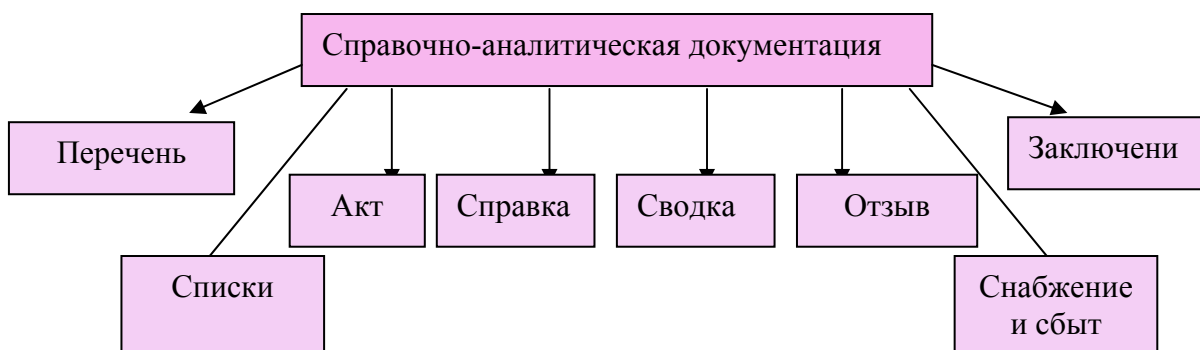 Справочно-аналитическая документация
Перечень
Заключени
Акт
Справка
Сводка
Отзыв
Списки
Снабжение
и сбыт